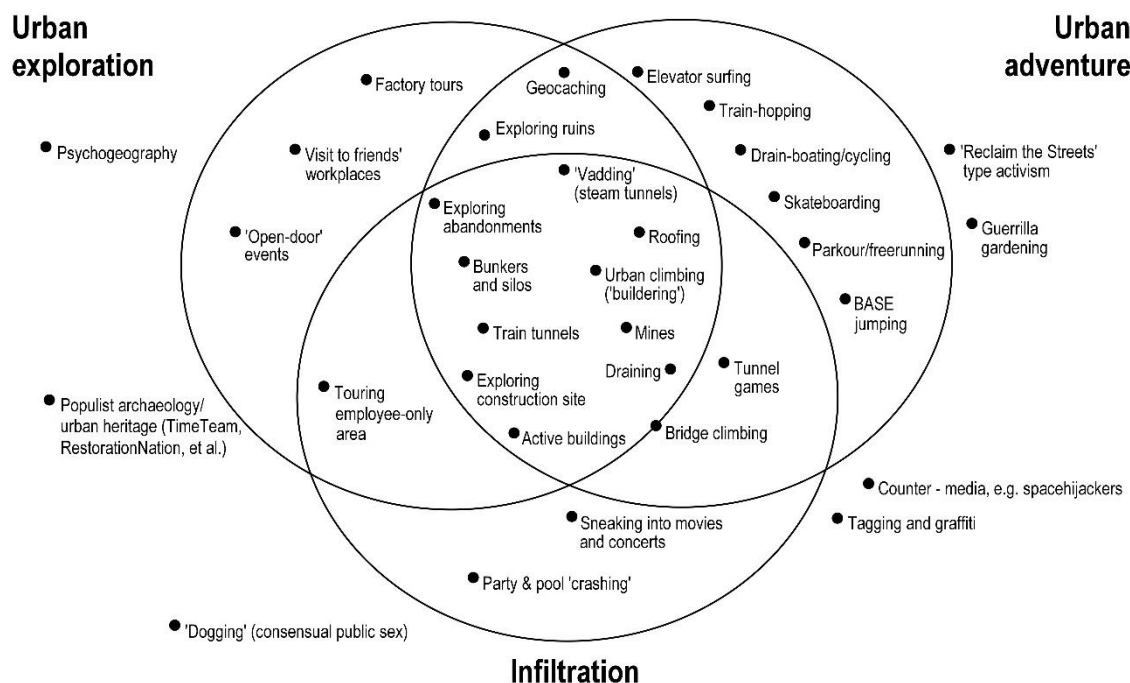 Urban
exploration
Urban
adventure
Factory tours
Geocaching
Elevator surfing
Train-hopping
Exploring ruins
Psychogeography
Visit to friends'
workplaces
Drain-boating/cycling
'Reclaim the Streets'
type activism
'Vadding'
(steam tunnels)
Skateboarding
Exploring
abandonments
'Open-door'
events
Roofing
Parkour/freerunning
Guerrilla
gardening
Bunkers
and silos
Urban climbing
('buildering')
BASE
jumping
Train tunnels
Mines
Touring
employee-only
area
Exploring
construction site
Draining
Tunnel
games
Populist archaeology/
urban heritage (TimeTeam,
RestorationNation, et al.)
Active buildings
Bridge climbing
Counter - media, e.g. spacehijackers
Sneaking into movies
and concerts
Tagging and graffiti
Party & pool 'crashing'
'Dogging' (consensual public sex)
Infiltration